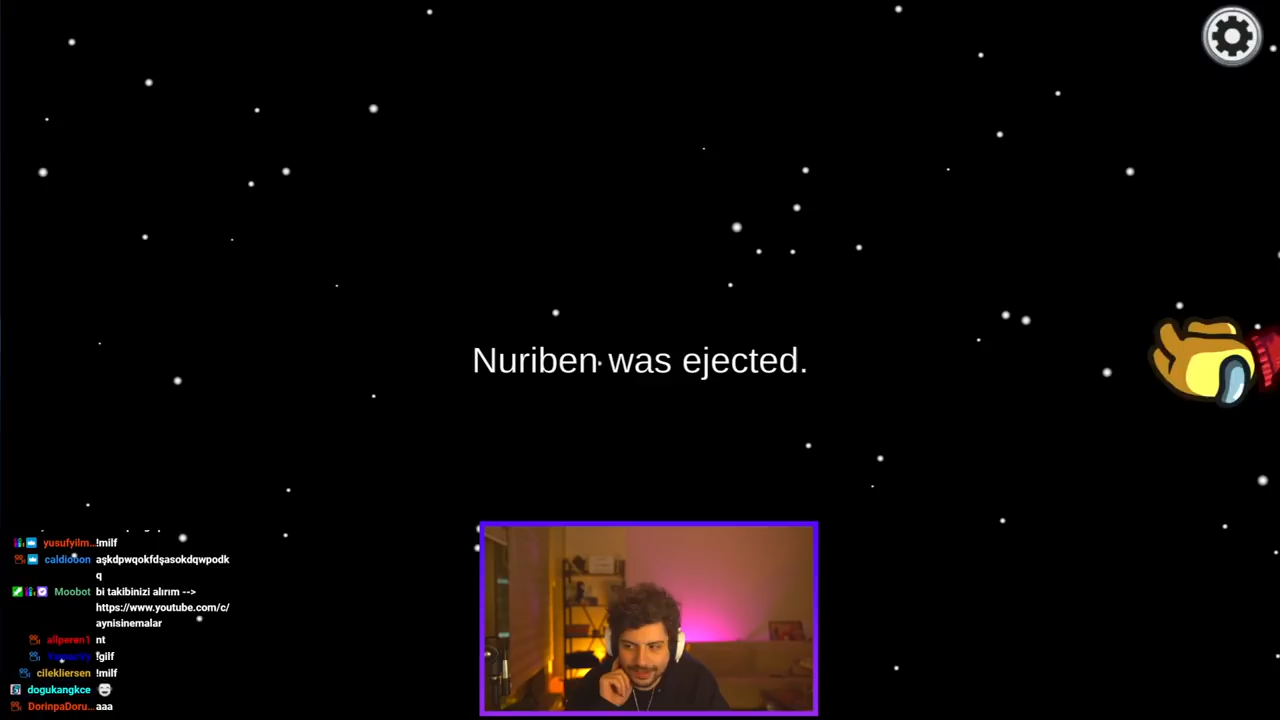 Nuriben was ejected.
yusufyilm... !milf
caldiooon aşkdpwqokfdşasokdqwpodk
q
Moobot bi takibinizi alırım -->
https://www.youtube.com/c/
aynisinemalar
allperen1 nt
!gilf
cilekliersen !milf
dogukangkce
DorinpaDoru... aaa